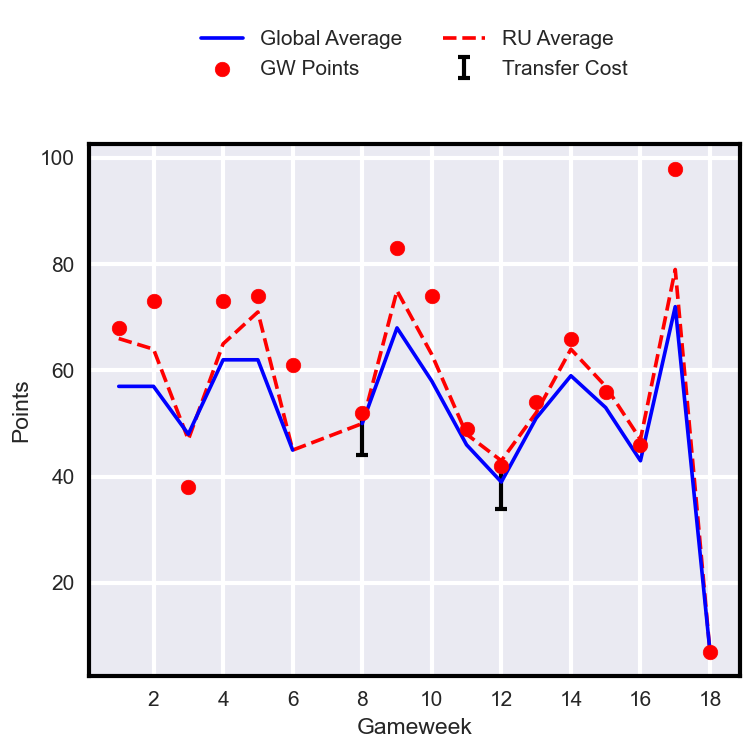 Global Average
RU Average
GW Points
Transfer Cost
100
80
60
40
20
Points
2 4 6 8 10 12 14 16 18
Gameweek